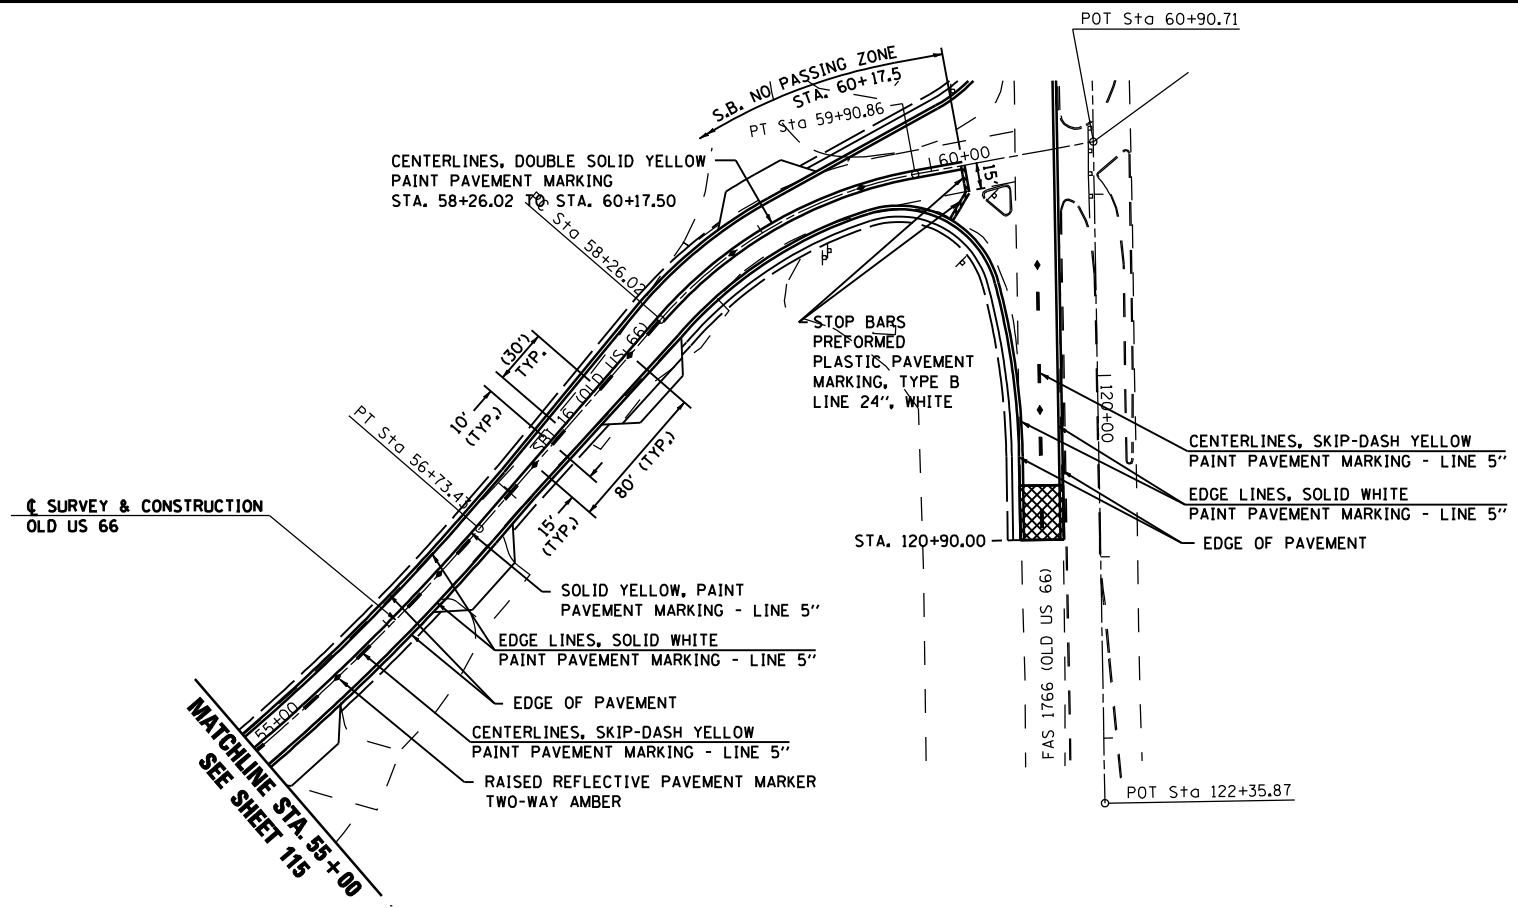 POT Sta 60+90.71
S.B. NO PASSING ZONE
STA. 60+17.5
PT Sta 59+90.86
60+00
15'
CENTERLINES, DOUBLE SOLID YELLOW
PAINT PAVEMENT MARKING
STA. 58+26.02 TO STA. 60+17.50
PC Sta 58+26.02
STOP BARS
PREFORMED
PLASTIC PAVEMENT
MARKING, TYPE B
LINE 24", WHITE
(30')
TYP.
10'
(TYP.)
SBI 16 (OLD US 66)
80' (TYP.)
15'
(TYP.)
PT Sta 56+73.43
120+00
CENTERLINES, SKIP-DASH YELLOW
PAINT PAVEMENT MARKING - LINE 5"
EDGE LINES, SOLID WHITE
PAINT PAVEMENT MARKING - LINE 5"
EDGE OF PAVEMENT
STA. 120+90.00
℄ SURVEY & CONSTRUCTION
OLD US 66
SOLID YELLOW, PAINT
PAVEMENT MARKING - LINE 5"
EDGE LINES, SOLID WHITE
PAINT PAVEMENT MARKING - LINE 5"
EDGE OF PAVEMENT
CENTERLINES, SKIP-DASH YELLOW
PAINT PAVEMENT MARKING - LINE 5"
RAISED REFLECTIVE PAVEMENT MARKER
TWO-WAY AMBER
FAS 1766 (OLD US 66)
POT Sta 122+35.87
55+00
MATCHLINE STA. 55+00
SEE SHEET 115